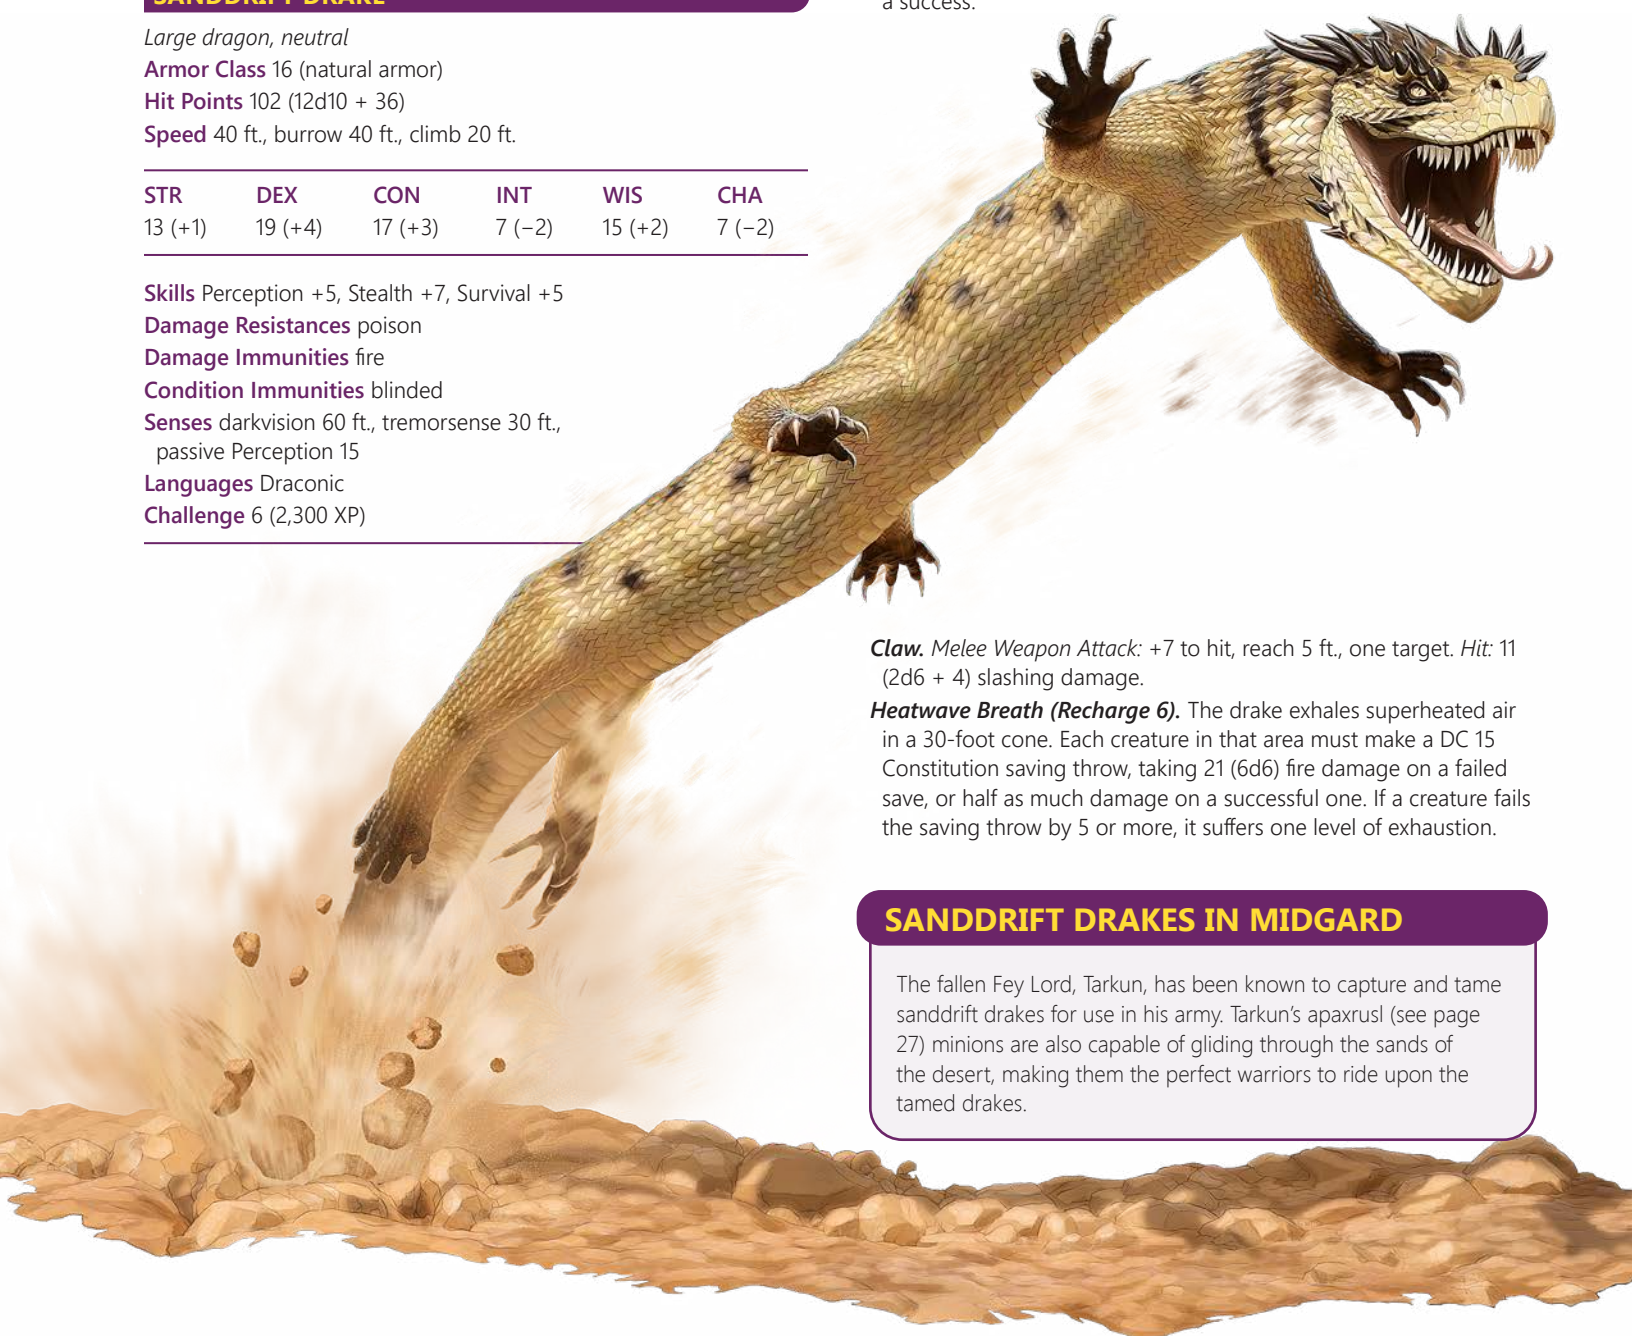 SANDDRIFT DRAKE
Large dragon, neutral
Armor Class 16 (natural armor)
Hit Points 102 (12d10 + 36)
Speed 40 ft., burrow 40 ft., climb 20 ft.
STR DEX CON INT WIS CHA
13 (+1) 19 (+4) 17 (+3) 7 (−2) 15 (+2) 7 (−2)
Skills Perception +5, Stealth +7, Survival +5
Damage Resistances poison
Damage Immunities fire
Condition Immunities blinded
Senses darkvision 60 ft., tremorsense 30 ft.,
passive Perception 15
Languages Draconic
Challenge 6 (2,300 XP)
a success.
Claw. Melee Weapon Attack: +7 to hit, reach 5 ft., one target. Hit: 11
(2d6 + 4) slashing damage.
Heatwave Breath (Recharge 6). The drake exhales superheated air
in a 30-foot cone. Each creature in that area must make a DC 15
Constitution saving throw, taking 21 (6d6) fire damage on a failed
save, or half as much damage on a successful one. If a creature fails
the saving throw by 5 or more, it suffers one level of exhaustion.
SANDDRIFT DRAKES IN MIDGARD
The fallen Fey Lord, Tarkun, has been known to capture and tame
sanddrift drakes for use in his army. Tarkun’s apaxrusl (see page
27) minions are also capable of gliding through the sands of
the desert, making them the perfect warriors to ride upon the
tamed drakes.